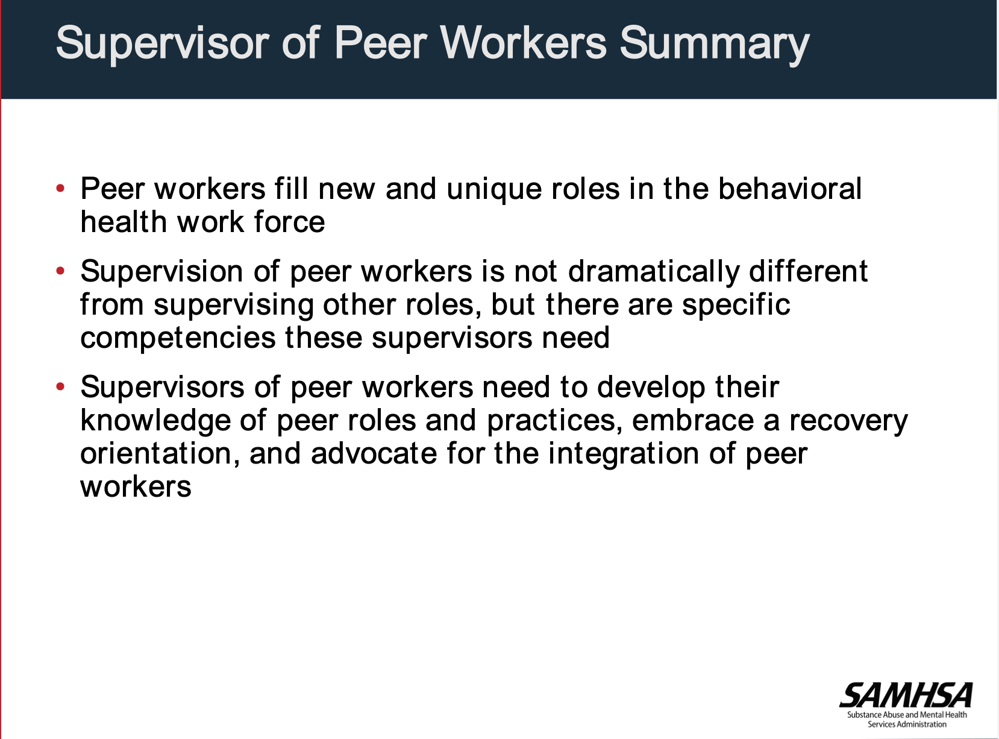 Supervisor of Peer Workers Summary
• Peer workers fill new and unique roles in the behavioral
health work force
• Supervision of peer workers is not dramatically different
from supervising other roles, but there are specific
competencies these supervisors need
• Supervisors of peer workers need to develop their
knowledge of peer roles and practices, embrace a recovery
orientation, and advocate for the integration of peer
workers
SAMHSA
Substance Abuse and Mental Health
Services Administration